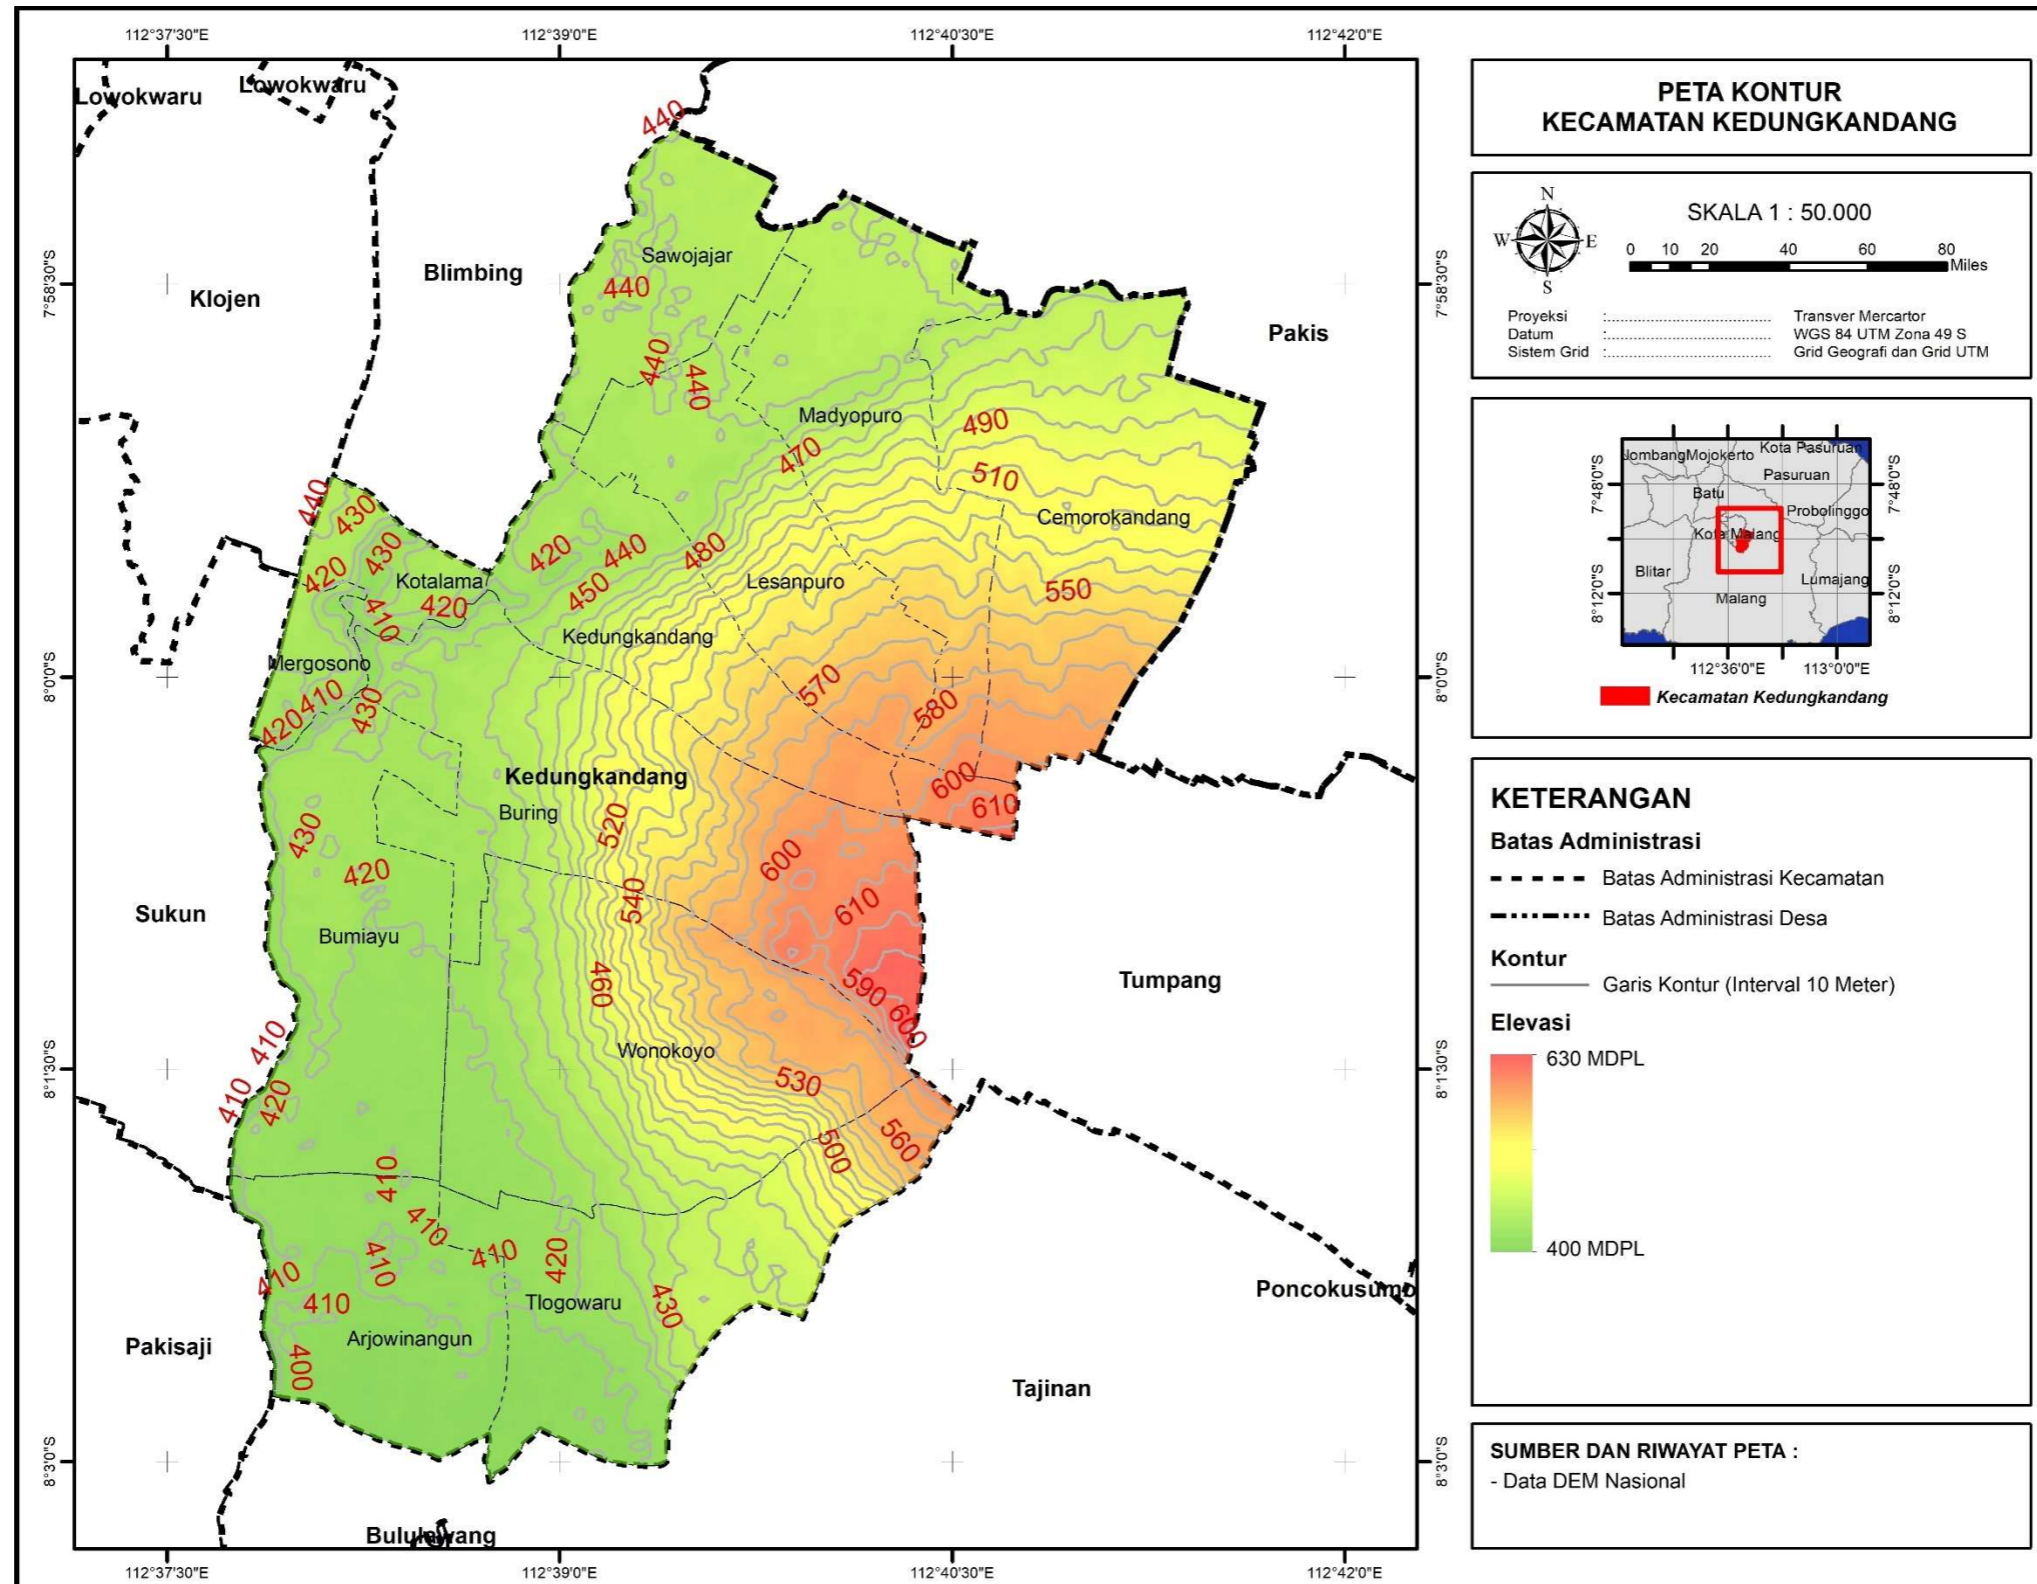 112°37'30"E
112°39'0"E
112°40'30"E
112°42'0"E
Lowokwaru
Lowokwaru
Klojen
Blimbing
Pakis
440
Sawojajar
440
440
440
Madyopuro
490
470
510
Cemorokandang
440
430
430
420
Kotalama
420
440
480
450
Lesanpuro
550
420
410
Kedungkandang
Mergosono
410
430
420
570
580
Kedungkandang
Buring
520
600
610
430
420
600
540
610
Sukun
Bumiayu
460
590
600
Tumpang
410
410
420
Wonokoyo
530
500
560
410
410
410
410
420
410
410
Tlogowaru
430
Arjowinangun
400
Pakisaji
Poncokusumo
Tajinan
Bululawang
7°58'30"S
8°0'0"S
8°1'30"S
8°3'0"S
7°58'30"S
8°0'0"S
8°1'30"S
8°3'0"S
112°37'30"E
112°39'0"E
112°40'30"E
112°42'0"E
PETA KONTUR
KECAMATAN KEDUNGKANDANG
N
W E
S
SKALA 1 : 50.000
0 10 20 40 60 80
Miles
Proyeksi : Transver Mercartor
Datum : WGS 84 UTM Zona 49 S
Sistem Grid : Grid Geografi dan Grid UTM
Jombang Mojokerto Kota Pasuruan
Pasuruan
Batu
Probolinggo
Kota Malang
Blitar
Lumajang
Malang
7°48'0"S
8°12'0"S
7°48'0"S
8°12'0"S
112°36'0"E
113°0'0"E
Kecamatan Kedungkandang
KETERANGAN
Batas Administrasi
Batas Administrasi Kecamatan
Batas Administrasi Desa
Kontur
Garis Kontur (Interval 10 Meter)
Elevasi
630 MDPL
400 MDPL
SUMBER DAN RIWAYAT PETA :
- Data DEM Nasional